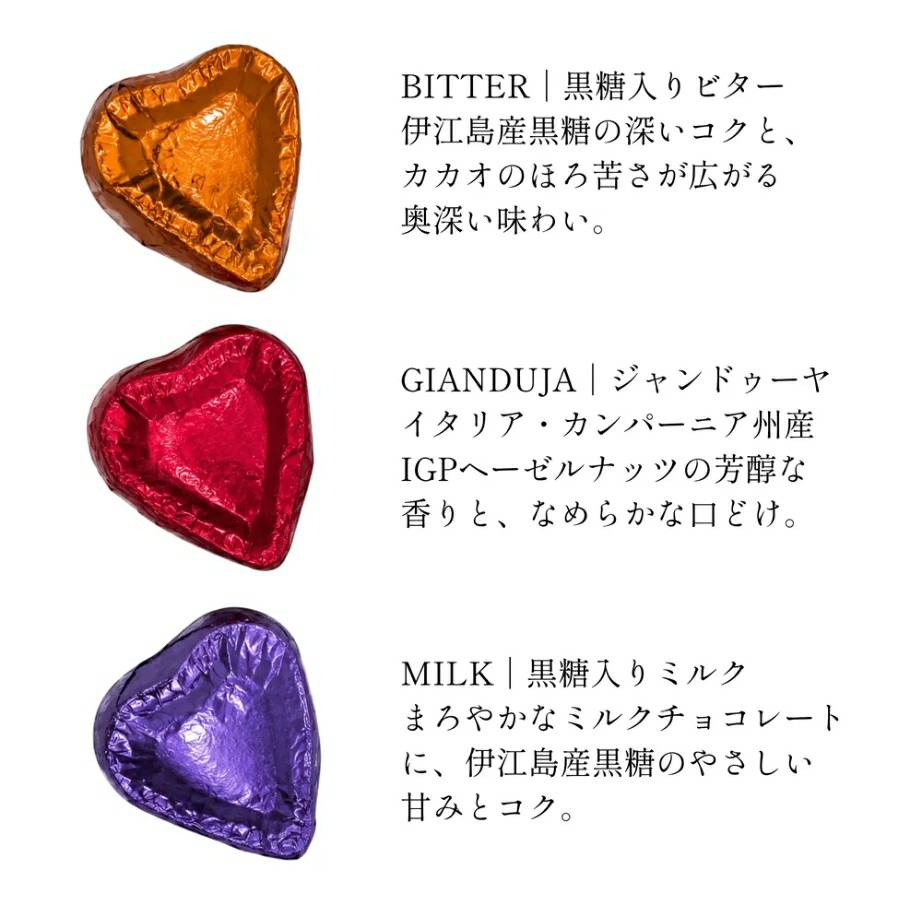 BITTER｜黒糖入りビター
伊江島産黒糖の深いコクと、
カカオのほろ苦さが広がる
奥深い味わい。
GIANDUJA｜ジャンドゥーヤ
イタリア・カンパーニア州産
IGPヘーゼルナッツの芳醇な
香りと、なめらかな口どけ。
MILK｜黒糖入りミルク
まろやかなミルクチョコレート
に、伊江島産黒糖のやさしい
甘みとコク。